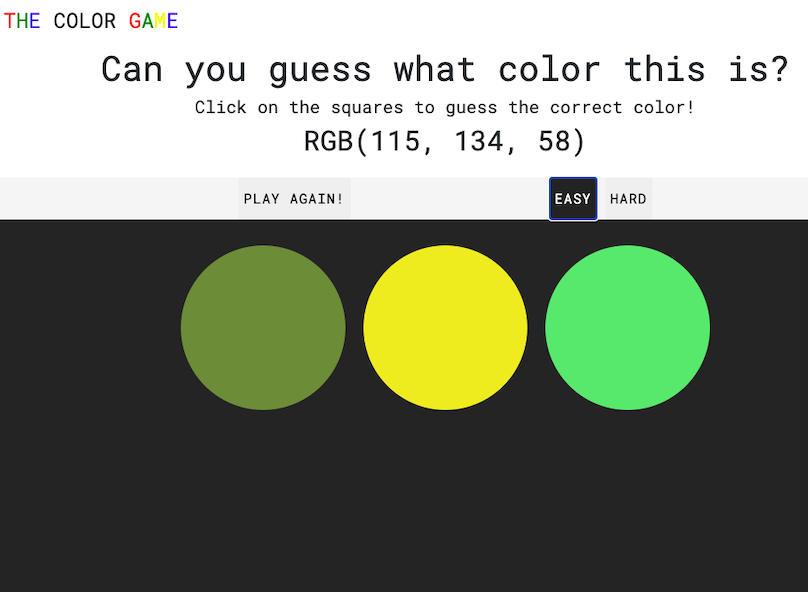 THE COLOR GAME
Can you guess what color this is?
Click on the squares to guess the correct color!
RGB(115, 134, 58)
PLAY AGAIN! EASY HARD